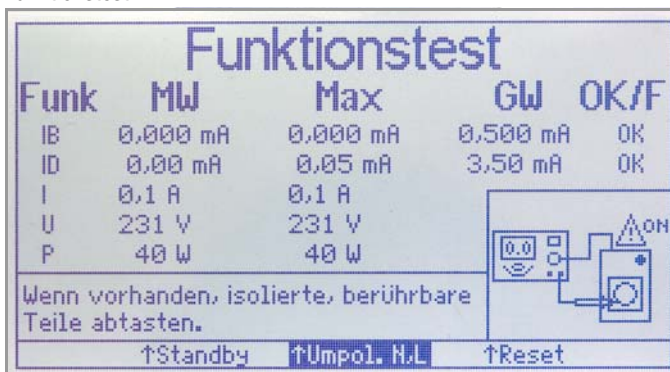 Funktionstest
Funk MW Max GW OK/F
IB 0,000 mA 0,000 mA 0,500 mA OK
ID 0,00 mA 0,05 mA 3,50 mA OK
I 0,1 A 0,1 A
U 231 V 231 V
P 40 W 40 W
ON
0.0
Wenn vorhanden, isolierte, berührbare
Teile abtasten.
↑Standby ↑Umpol. N,L ↑Reset